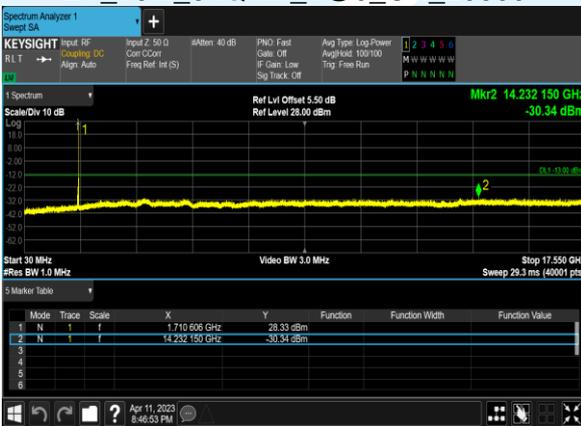 Spectrum Analyzer 1
Swept SA
+
KEYSIGHT Input: RF Input Z: 50 Ω #Atten: 40 dB PNO: Fast Avg Type: Log-Power 1 2 3 4 5 6
RLT Coupling: DC Corr CCorr Gate: Off Avg|Hold: 100/100 M W W W W W
Align: Auto Freq Ref: Int (S) IF Gain: Low Trig: Free Run
Sig Track: Off P N N N N N
LNI
1 Spectrum Ref Lvl Offset 5.50 dB Mkr2 14.232 150 GHz
Scale/Div 10 dB Ref Level 28.00 dBm -30.34 dBm
Log
1
18.0
8.00
-2.00
-12.0 DL1 -13.00 dBm
-22.0 2
-32.0
-42.0
-52.0
-62.0
Start 30 MHz Video BW 3.0 MHz Stop 17.550 GHz
#Res BW 1.0 MHz Sweep 29.3 ms (40001 pts)
5 Marker Table
Mode Trace Scale X Y Function Function Width Function Value
1 N 1 f 1.710 606 GHz 28.33 dBm
2 N 1 f 14.232 150 GHz -30.34 dBm
3
4
5
6
? Apr 11, 2023
8:46:53 PM